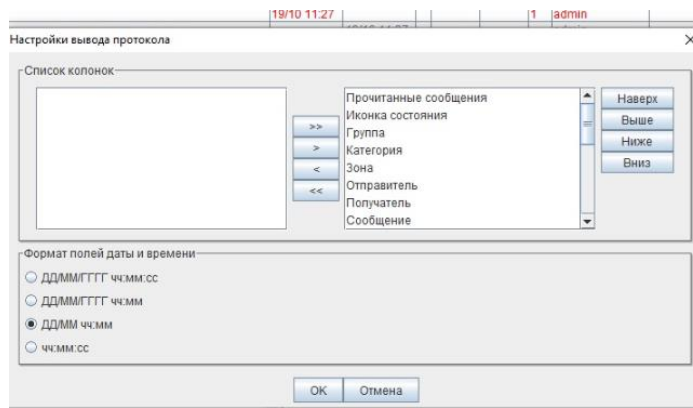 19/10 11:27 1 admin
Настройки вывода протокола
Список колонок
>>
>
<
<<
Прочитанные сообщения
Иконка состояния
Группа
Категория
Зона
Отправитель
Получатель
Сообщение
Наверх
Выше
Ниже
Вниз
Формат полей даты и времени
ДД/ММ/ГГГГ чч:мм:сс
ДД/ММ/ГГГГ чч:мм
ДД/ММ чч:мм
чч:мм:сс
OK Отмена